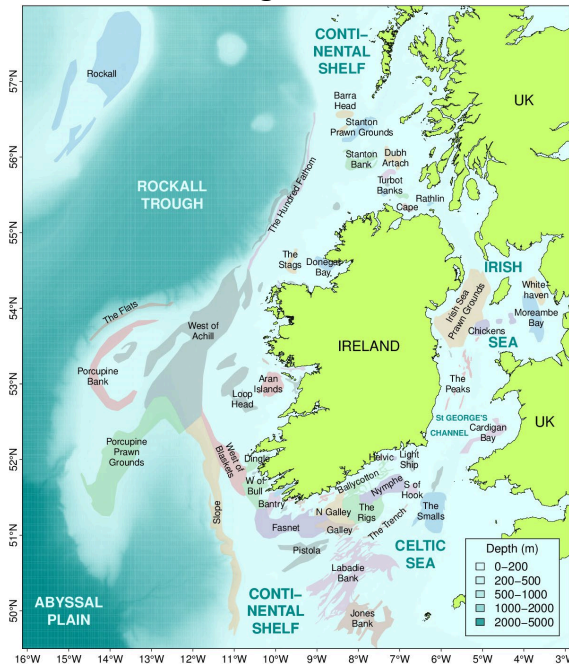 CONTI–
NENTAL
SHELF
Rockall
57°N
UK
Barra
Head
Stanton
Prawn Grounds
56°N
Stanton
Bank
Dubh
Artach
Turbot
Banks
ROCKALL
TROUGH
The Hundred Fathom
Rathlin
Cape
55°N
The
Stags
Donegal
Bay
IRISH
White-
haven
Moreambe
Bay
54°N
The Flats
Irish Sea
Prawn Grounds
Chickens
SEA
West of
Achill
IRELAND
Porcupine
Bank
53°N
Aran
Islands
Loop
Head
The
Peaks
St GEORGE'S
CHANNEL
Cardigan
Bay
UK
Porcupine
Prawn
Grounds
52°N
West of
Blaskets
Dingle
Helvic
Light
Ship
W of
Bull
Ballycotton
Nymphe
S of
Hook
Bantry
Slope
N Galley
The
Rigs
The
Smalls
51°N
Fasnet
Galley
The Trench
Pistola
CELTIC
SEA
Labadie
Bank
Depth (m)
0–200
200–500
500–1000
1000–2000
2000–5000
ABYSSAL
PLAIN
CONTI–
NENTAL
SHELF
Jones
Bank
50°N
16°W 15°W 14°W 13°W 12°W 11°W 10°W 9°W 8°W 7°W 6°W 5°W 4°W 3°W